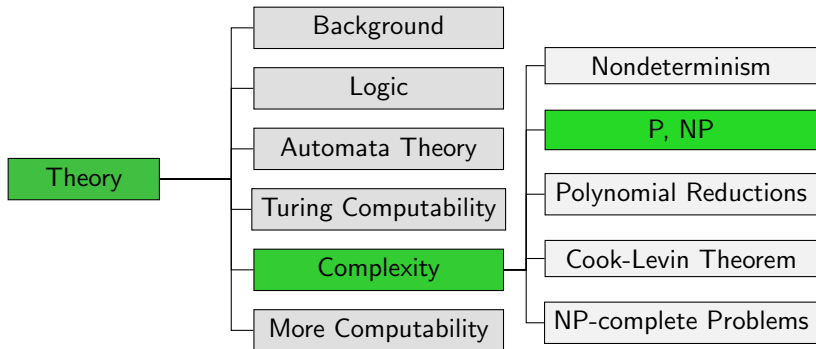 Theory
Background
Logic
Automata Theory
Turing Computability
Complexity
More Computability
Nondeterminism
P, NP
Polynomial Reductions
Cook-Levin Theorem
NP-complete Problems